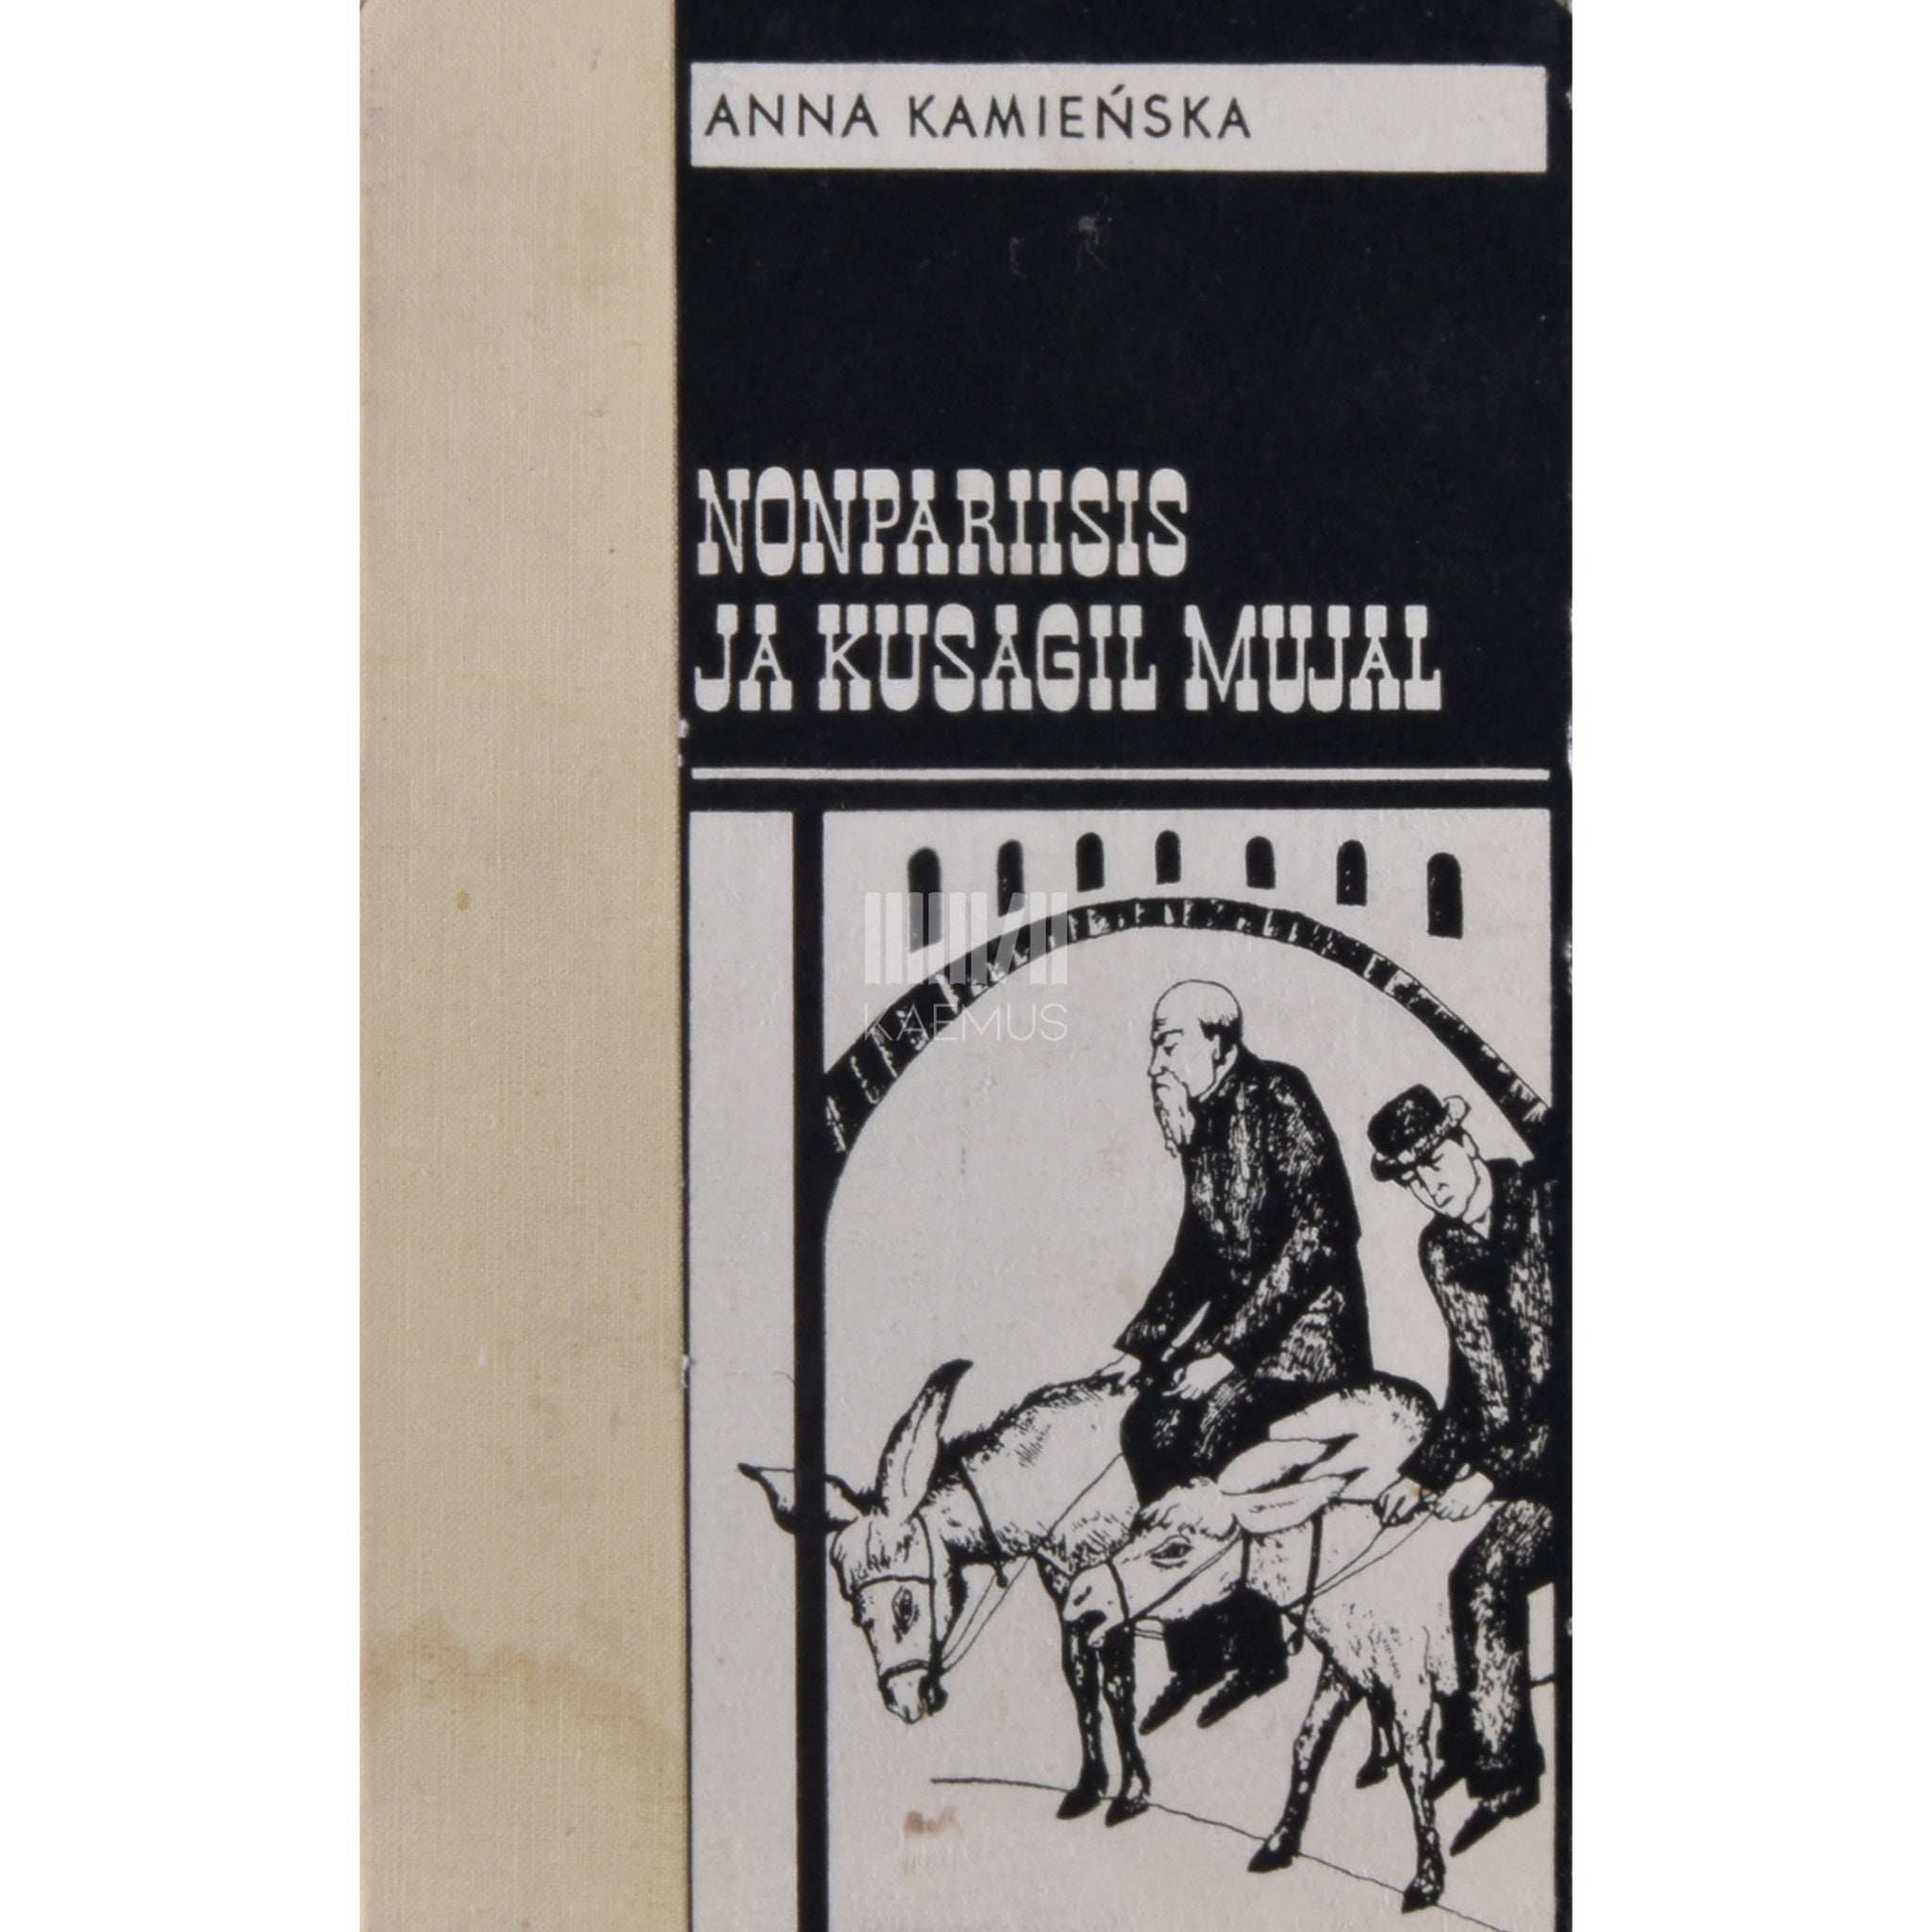 ANNA KAMIEŃSKA
NONPARIISIS
JA KUSAGIL MUJAL
KAEMUS